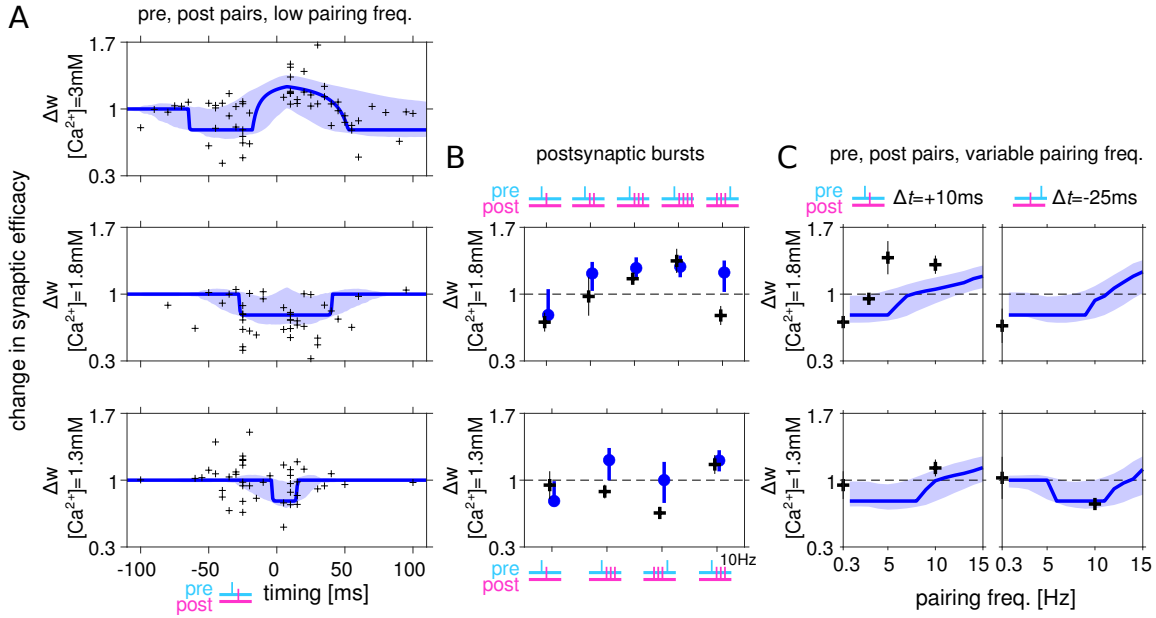 A
pre, post pairs, low pairing freq.
change in synaptic efficacy
Δw
[Ca²⁺]=3mM
1.7
1
0.3
Δw
[Ca²⁺]=1.8mM
1.7
1
0.3
Δw
[Ca²⁺]=1.3mM
1.7
1
0.3
-100 -50 0 50 100
pre
post
timing [ms]
B
postsynaptic bursts
pre
post
Δw
[Ca²⁺]=1.8mM
1.7
1
0.3
Δw
[Ca²⁺]=1.3mM
1.7
1
0.3
10Hz
pre
post
C
pre, post pairs, variable pairing freq.
pre
post
Δt=+10ms
Δt=-25ms
Δw
[Ca²⁺]=1.8mM
1.7
1
0.3
Δw
[Ca²⁺]=1.3mM
1.7
1
0.3
0.3 5 10 15
0.3 5 10 15
pairing freq. [Hz]